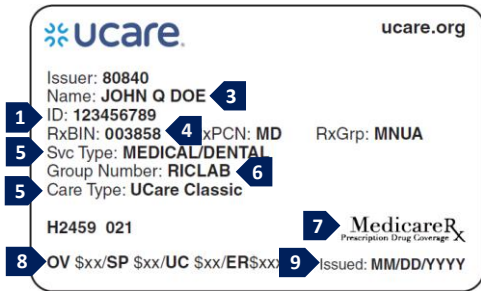 ucare. ucare.org
Issuer: 80840
Name: JOHN Q DOE 3
1 ID: 123456789
RxBIN: 003858 4 xPCN: MD RxGrp: MNUA
5 Svc Type: MEDICAL/DENTAL
Group Number: RICLAB 6
5 Care Type: UCare Classic
H2459 021 7 MedicareRx
Prescription Drug Coverage
8 OV $xx/SP $xx/UC $xx/ER$xxx 9 Issued: MM/DD/YYYY